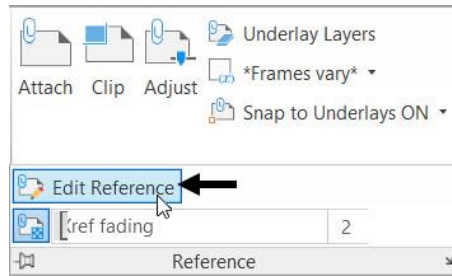 Attach Clip Adjust
Underlay Layers
*Frames vary*
Snap to Underlays ON
Edit Reference
Xref fading 2
Reference